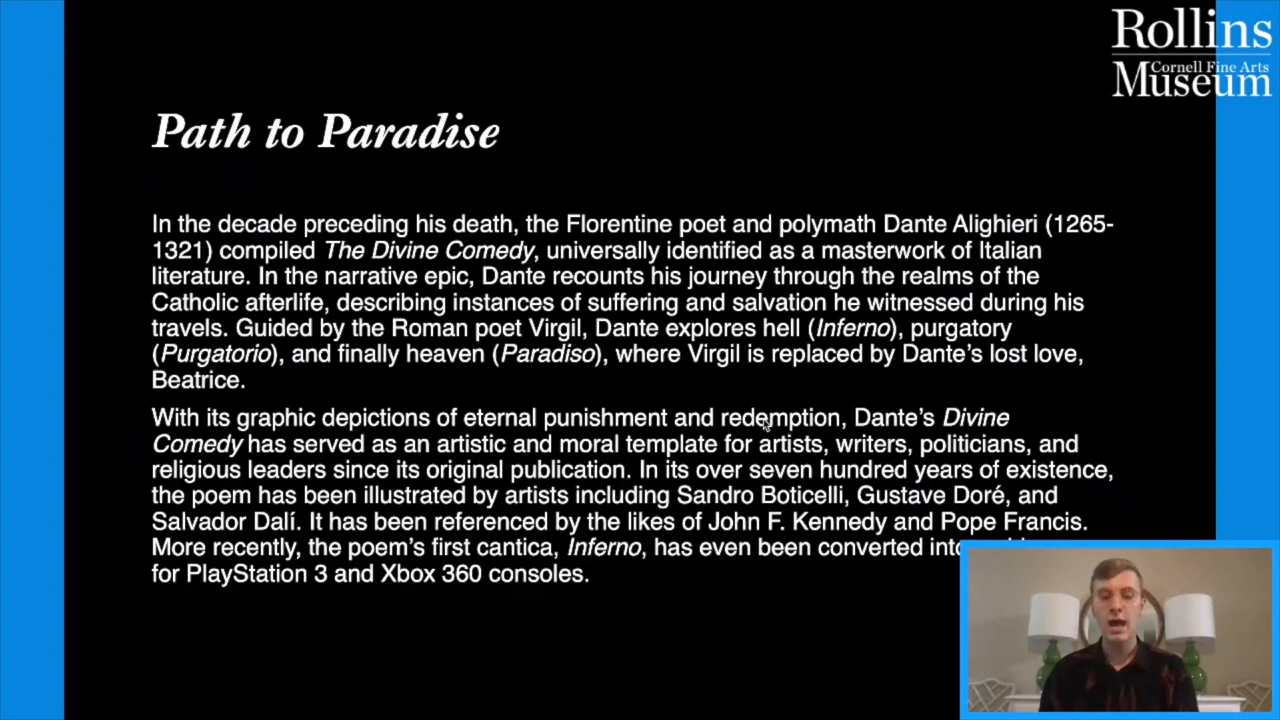 Rollins
Cornell Fine Arts
Museum
Path to Paradise
In the decade preceding his death, the Florentine poet and polymath Dante Alighieri (1265-
1321) compiled The Divine Comedy, universally identified as a masterwork of Italian
literature. In the narrative epic, Dante recounts his journey through the realms of the
Catholic afterlife, describing instances of suffering and salvation he witnessed during his
travels. Guided by the Roman poet Virgil, Dante explores hell (Inferno), purgatory
(Purgatorio), and finally heaven (Paradiso), where Virgil is replaced by Dante's lost love,
Beatrice.
With its graphic depictions of eternal punishment and redemption, Dante's Divine
Comedy has served as an artistic and moral template for artists, writers, politicians, and
religious leaders since its original publication. In its over seven hundred years of existence,
the poem has been illustrated by artists including Sandro Boticelli, Gustave Doré, and
Salvador Dalí. It has been referenced by the likes of John F. Kennedy and Pope Francis.
More recently, the poem's first cantica, Inferno, has even been converted into
for PlayStation 3 and Xbox 360 consoles.